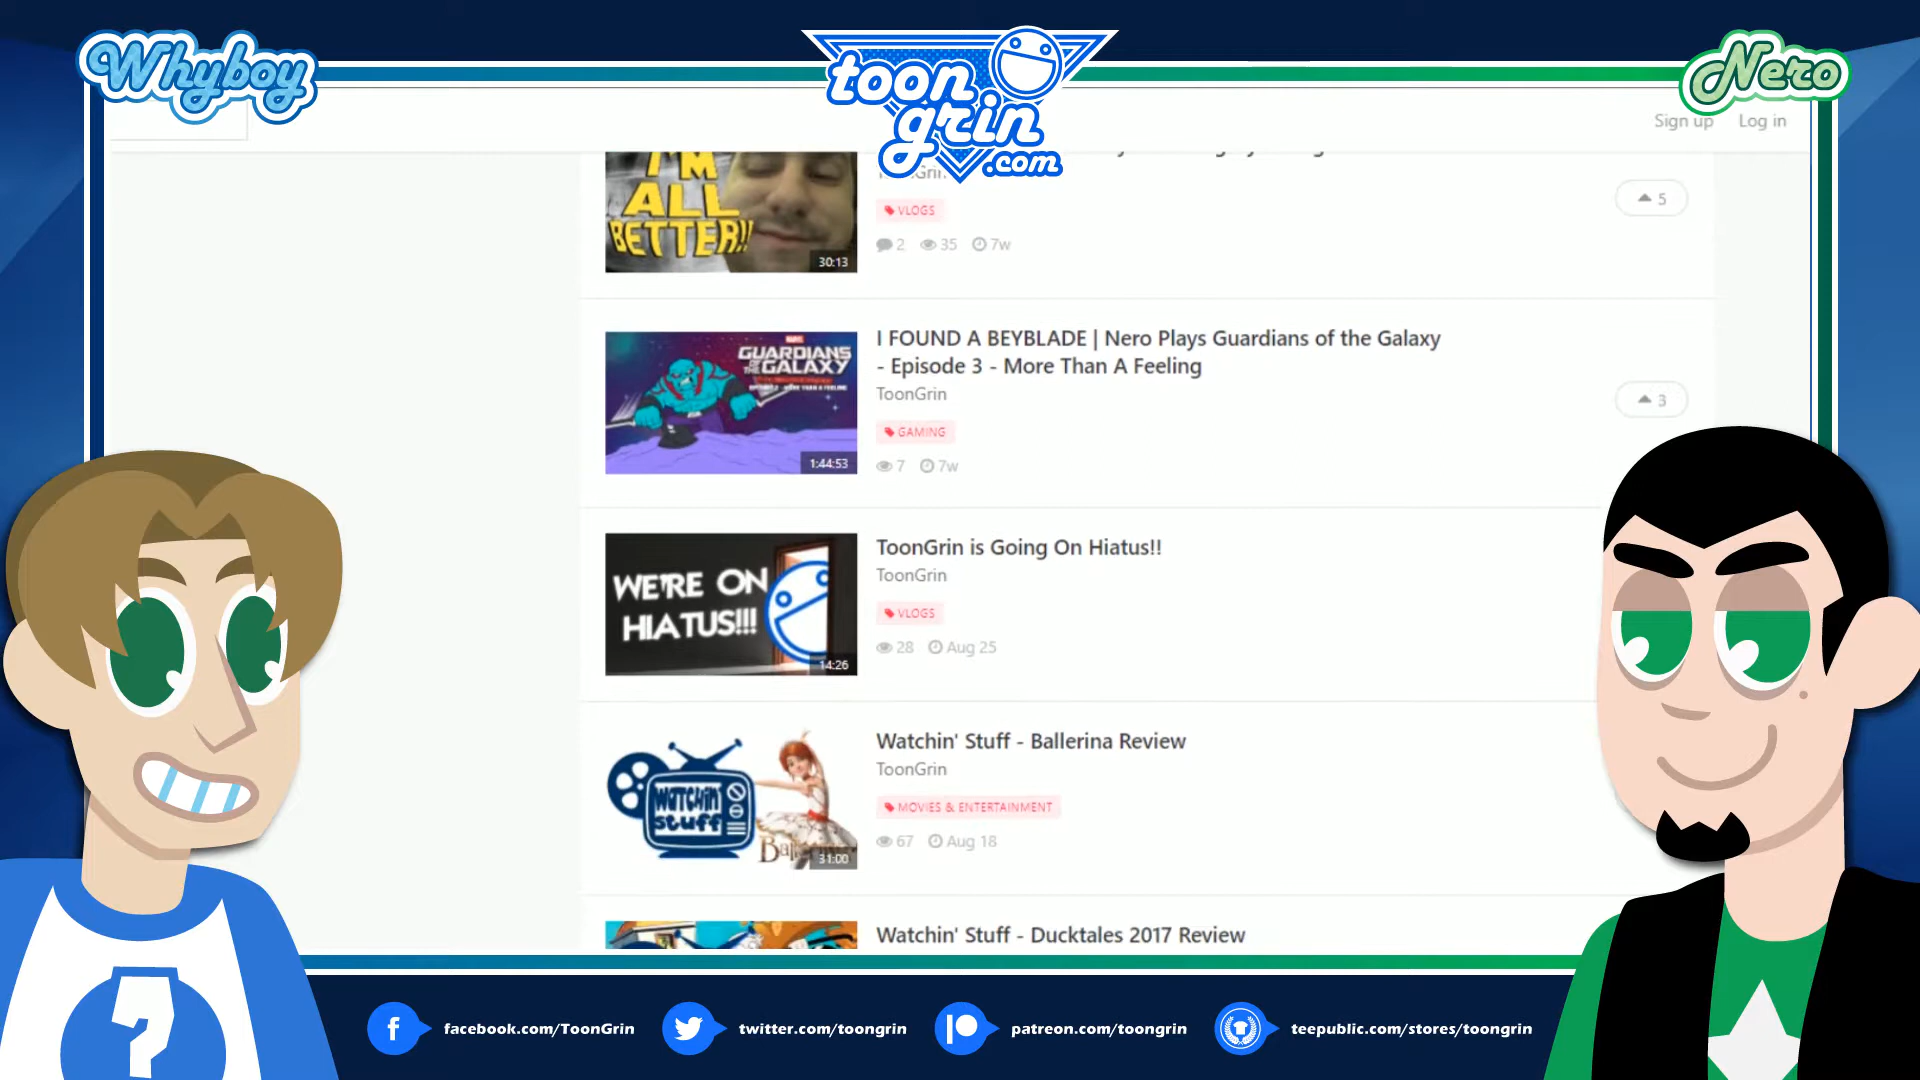 Whyboy
toon
grin
.com
Nero
Sign up Log in
ToonGrin
I'M
ALL
BETTER!!
30:13
VLOGS
2 35 7w
5
MARVEL
GUARDIANS
OF THE GALAXY
1:44:53
I FOUND A BEYBLADE | Nero Plays Guardians of the Galaxy
- Episode 3 - More Than A Feeling
ToonGrin
GAMING
7 7w
3
WE'RE ON
HIATUS!!!
14:26
ToonGrin is Going On Hiatus!!
ToonGrin
VLOGS
28 Aug 25
WATCHIN
STUFF
31:00
Watchin' Stuff - Ballerina Review
ToonGrin
MOVIES & ENTERTAINMENT
67 Aug 18
Watchin' Stuff - Ducktales 2017 Review
?
facebook.com/ToonGrin
twitter.com/toongrin
patreon.com/toongrin
teepublic.com/stores/toongrin